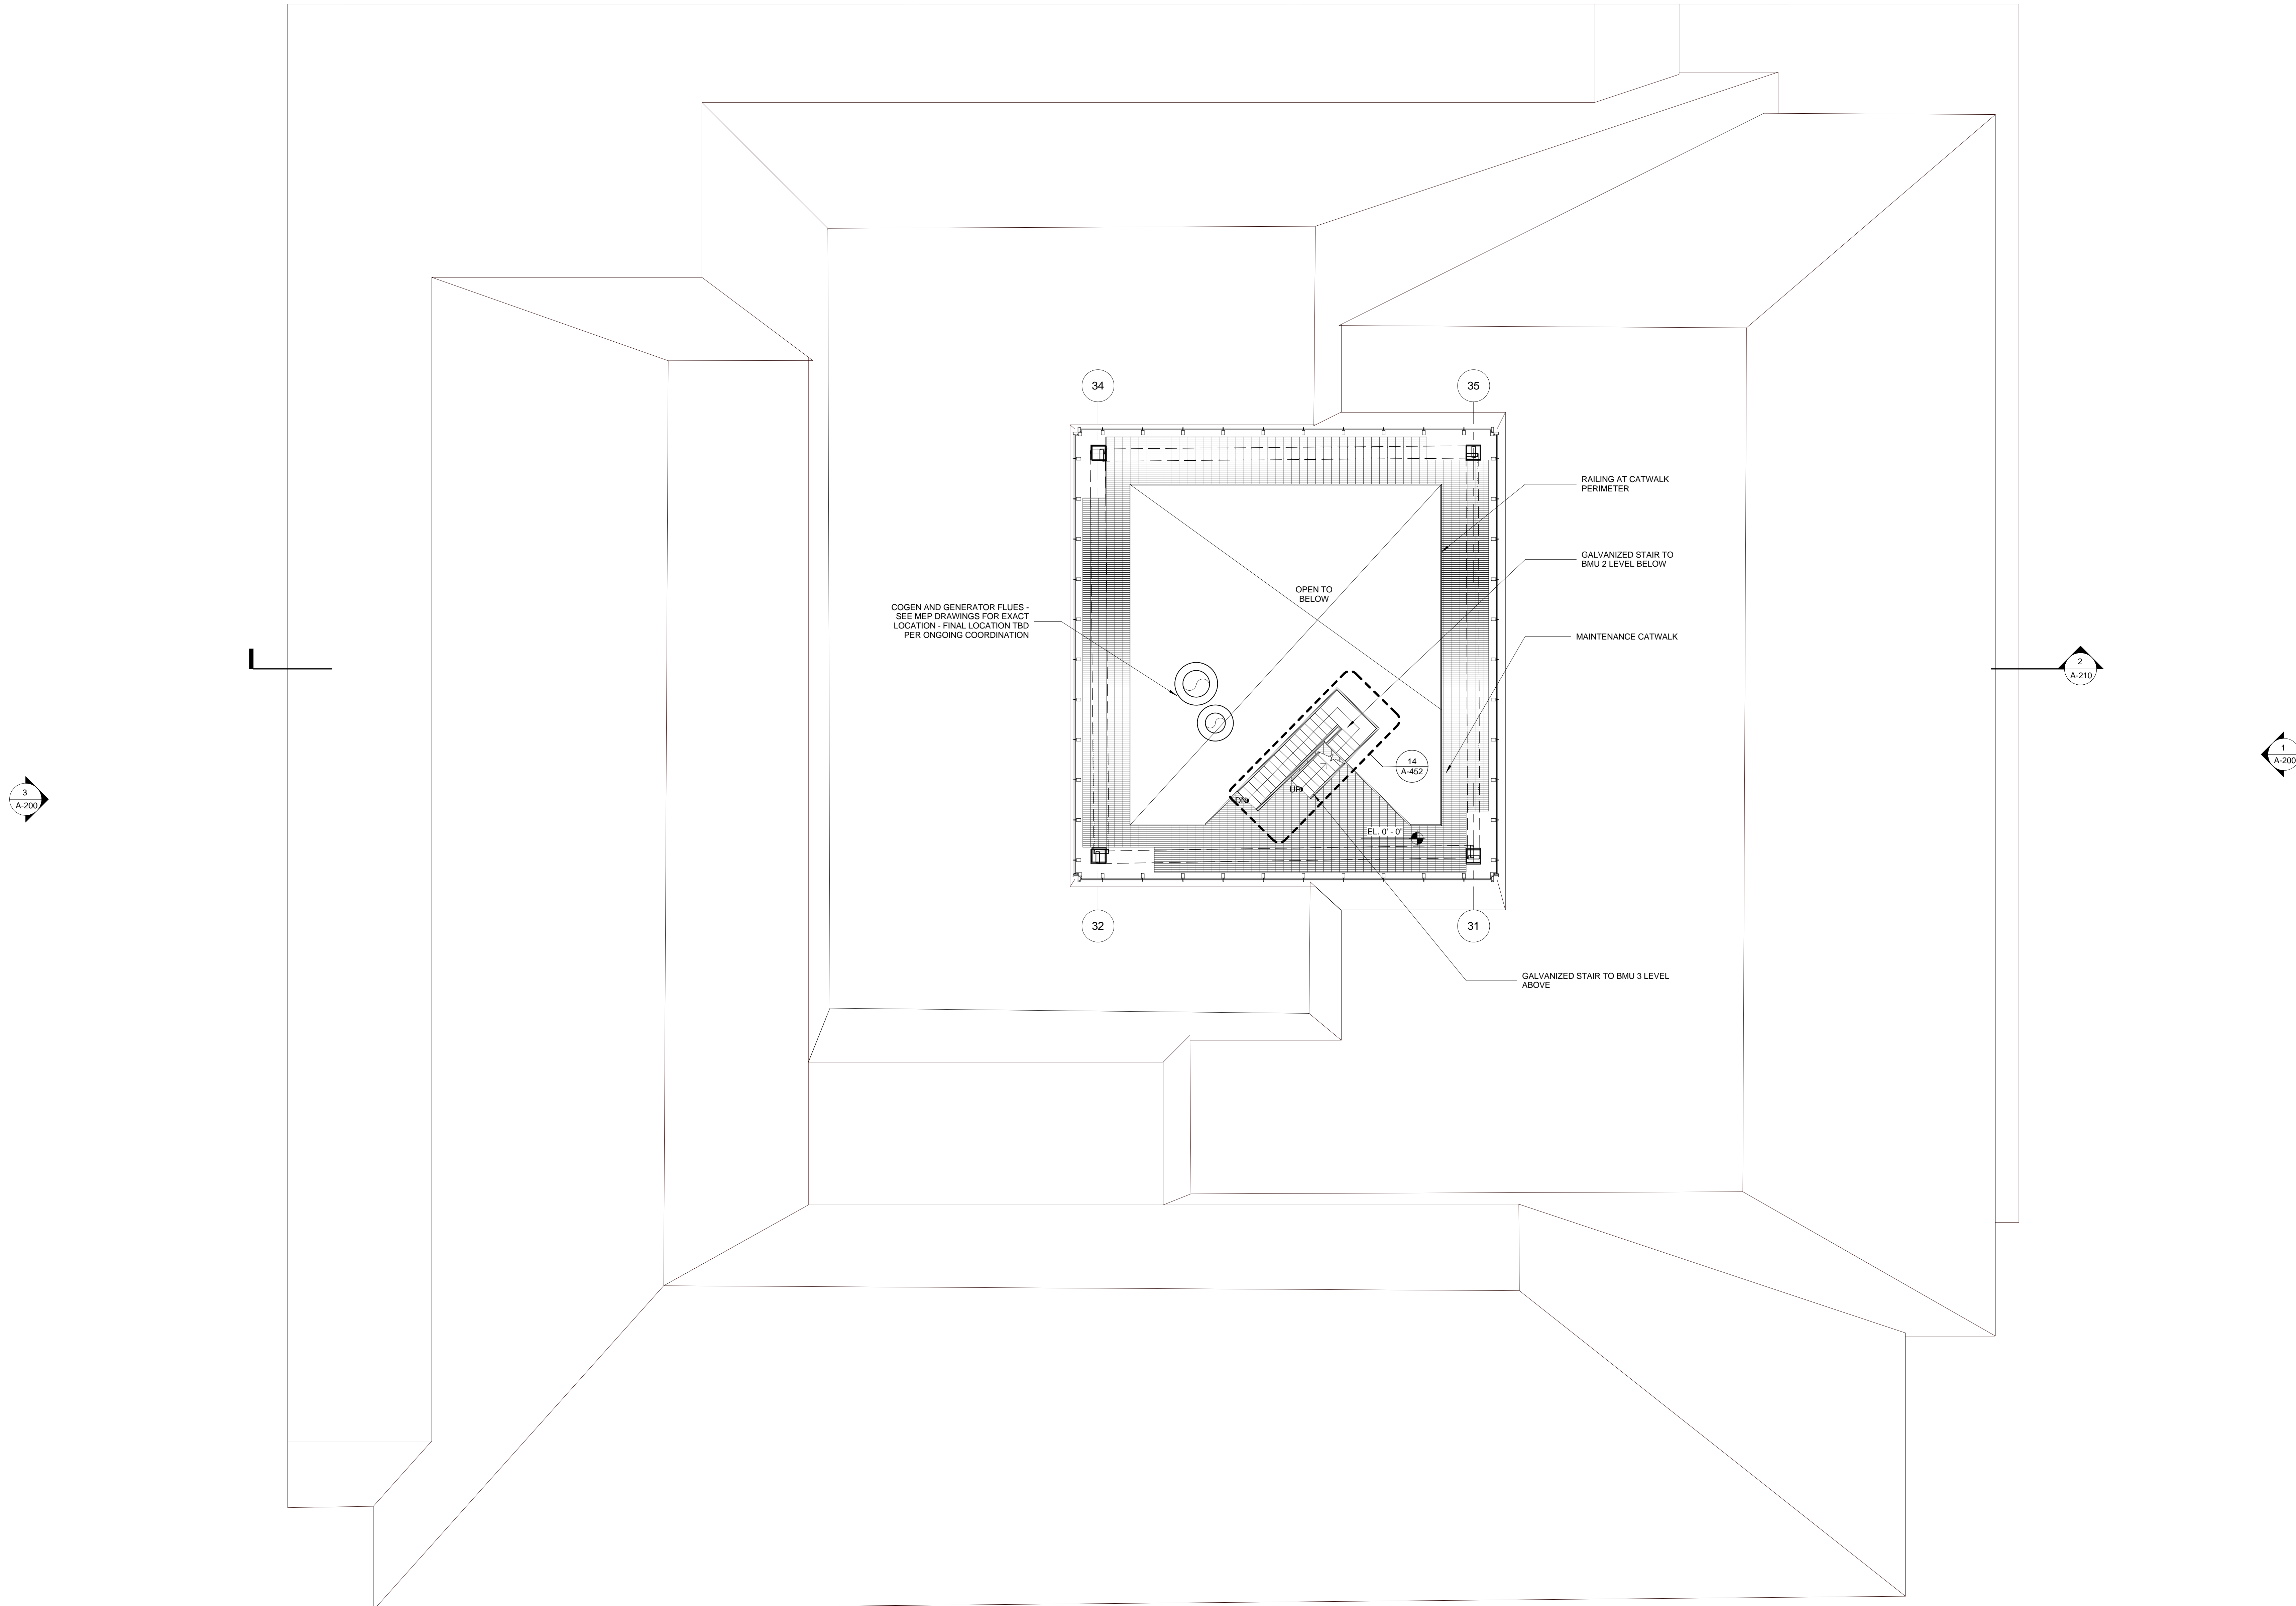 34
35
RAILING AT CATWALK
PERIMETER
GALVANIZED STAIR TO
BMU 2 LEVEL BELOW
OPEN TO
BELOW
COGEN AND GENERATOR FLUES -
SEE MEP DRAWINGS FOR EXACT
LOCATION - FINAL LOCATION TBD
PER ONGOING COORDINATION
MAINTENANCE CATWALK
2
A-210
1
A-200
14
A-452
3
A-200
UP
DN
EL. 0' - 0"
32
31
GALVANIZED STAIR TO BMU 3 LEVEL
ABOVE